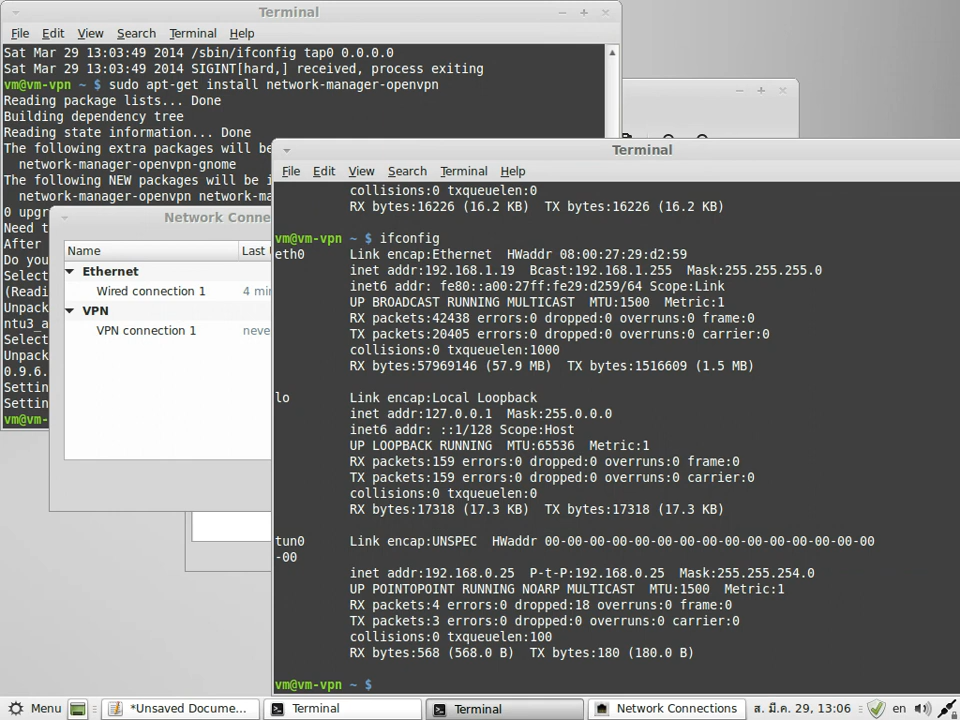 Terminal
File Edit View Search Terminal Help
Sat Mar 29 13:03:49 2014 /sbin/ifconfig tap0 0.0.0.0
Sat Mar 29 13:03:49 2014 SIGINT[hard,] received, process exiting
vm@vm-vpn ~ $ sudo apt-get install network-manager-openvpn
Reading package lists... Done
Building dependency tree
Reading state information... Done
The following extra packages will be
network-manager-openvpn-gnome
The following NEW packages will be i
network-manager-openvpn network-ma
0 upgr
Need t
After
Do you
Select
(Readi
Unpack
ntu3_a
Select
Unpack
0.9.6.
Settin
Settin
vm@vm-
Network Conne
Name Last
Ethernet
Wired connection 1 4 min
VPN
VPN connection 1 neve
Terminal
File Edit View Search Terminal Help
collisions:0 txqueuelen:0
RX bytes:16226 (16.2 KB) TX bytes:16226 (16.2 KB)
vm@vm-vpn ~ $ ifconfig
eth0 Link encap:Ethernet HWaddr 08:00:27:29:d2:59
inet addr:192.168.1.19 Bcast:192.168.1.255 Mask:255.255.255.0
inet6 addr: fe80::a00:27ff:fe29:d259/64 Scope:Link
UP BROADCAST RUNNING MULTICAST MTU:1500 Metric:1
RX packets:42438 errors:0 dropped:0 overruns:0 frame:0
TX packets:20405 errors:0 dropped:0 overruns:0 carrier:0
collisions:0 txqueuelen:1000
RX bytes:57969146 (57.9 MB) TX bytes:1516609 (1.5 MB)
lo Link encap:Local Loopback
inet addr:127.0.0.1 Mask:255.0.0.0
inet6 addr: ::1/128 Scope:Host
UP LOOPBACK RUNNING MTU:65536 Metric:1
RX packets:159 errors:0 dropped:0 overruns:0 frame:0
TX packets:159 errors:0 dropped:0 overruns:0 carrier:0
collisions:0 txqueuelen:0
RX bytes:17318 (17.3 KB) TX bytes:17318 (17.3 KB)
tun0 Link encap:UNSPEC HWaddr 00-00-00-00-00-00-00-00-00-00-00-00-00-00-00
-00
inet addr:192.168.0.25 P-t-P:192.168.0.25 Mask:255.255.254.0
UP POINTOPOINT RUNNING NOARP MULTICAST MTU:1500 Metric:1
RX packets:4 errors:0 dropped:18 overruns:0 frame:0
TX packets:3 errors:0 dropped:0 overruns:0 carrier:0
collisions:0 txqueuelen:100
RX bytes:568 (568.0 B) TX bytes:180 (180.0 B)
vm@vm-vpn ~ $
Menu *Unsaved Docume... Terminal Terminal Network Connections ส. มี.ค. 29, 13:06 en